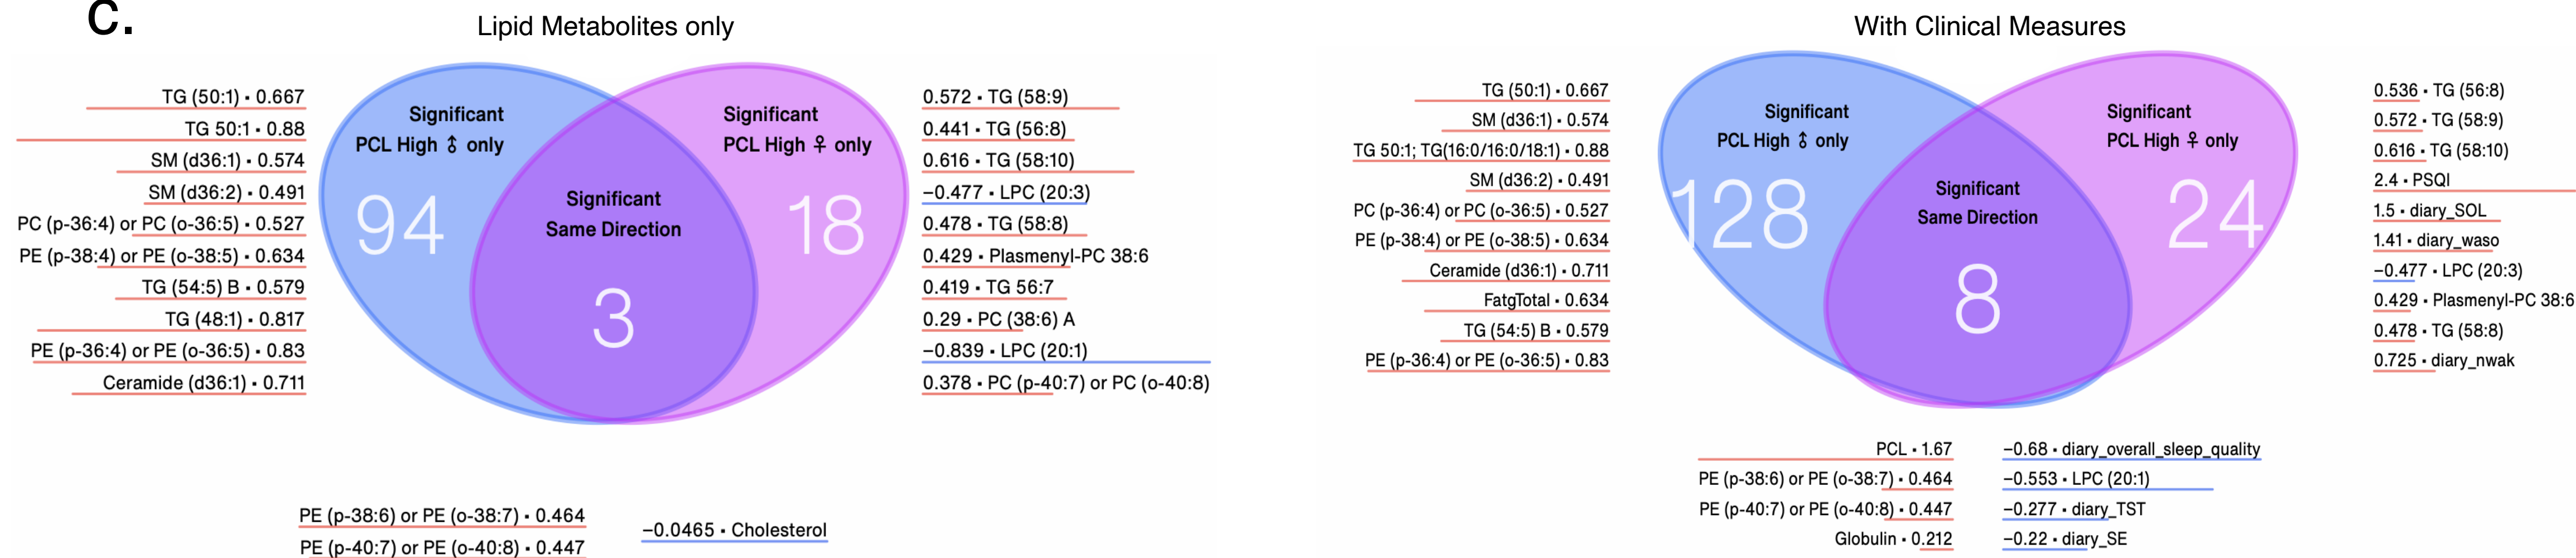 c.
Lipid Metabolites only
TG (50:1) ▪ 0.667
TG 50:1 ▪ 0.88
SM (d36:1) ▪ 0.574
SM (d36:2) ▪ 0.491
PC (p-36:4) or PC (o-36:5) ▪ 0.527
PE (p-38:4) or PE (o-38:5) ▪ 0.634
TG (54:5) B ▪ 0.579
TG (48:1) ▪ 0.817
PE (p-36:4) or PE (o-36:5) ▪ 0.83
Ceramide (d36:1) ▪ 0.711
Significant
PCL High ♂ only
94
Significant
Same Direction
3
Significant
PCL High ♀ only
18
0.572 ▪ TG (58:9)
0.441 ▪ TG (56:8)
0.616 ▪ TG (58:10)
−0.477 ▪ LPC (20:3)
0.478 ▪ TG (58:8)
0.429 ▪ Plasmenyl-PC 38:6
0.419 ▪ TG 56:7
0.29 ▪ PC (38:6) A
−0.839 ▪ LPC (20:1)
0.378 ▪ PC (p-40:7) or PC (o-40:8)
PE (p-38:6) or PE (o-38:7) ▪ 0.464
PE (p-40:7) or PE (o-40:8) ▪ 0.447
−0.0465 ▪ Cholesterol
With Clinical Measures
TG (50:1) ▪ 0.667
SM (d36:1) ▪ 0.574
TG 50:1; TG(16:0/16:0/18:1) ▪ 0.88
SM (d36:2) ▪ 0.491
PC (p-36:4) or PC (o-36:5) ▪ 0.527
PE (p-38:4) or PE (o-38:5) ▪ 0.634
Ceramide (d36:1) ▪ 0.711
FatgTotal ▪ 0.634
TG (54:5) B ▪ 0.579
PE (p-36:4) or PE (o-36:5) ▪ 0.83
Significant
PCL High ♂ only
128
Significant
Same Direction
8
Significant
PCL High ♀ only
24
0.536 ▪ TG (56:8)
0.572 ▪ TG (58:9)
0.616 ▪ TG (58:10)
2.4 ▪ PSQI
1.5 ▪ diary_SOL
1.41 ▪ diary_waso
−0.477 ▪ LPC (20:3)
0.429 ▪ Plasmenyl-PC 38:6
0.478 ▪ TG (58:8)
0.725 ▪ diary_nwak
PCL ▪ 1.67
PE (p-38:6) or PE (o-38:7) ▪ 0.464
PE (p-40:7) or PE (o-40:8) ▪ 0.447
Globulin ▪ 0.212
−0.68 ▪ diary_overall_sleep_quality
−0.553 ▪ LPC (20:1)
−0.277 ▪ diary_TST
−0.22 ▪ diary_SE